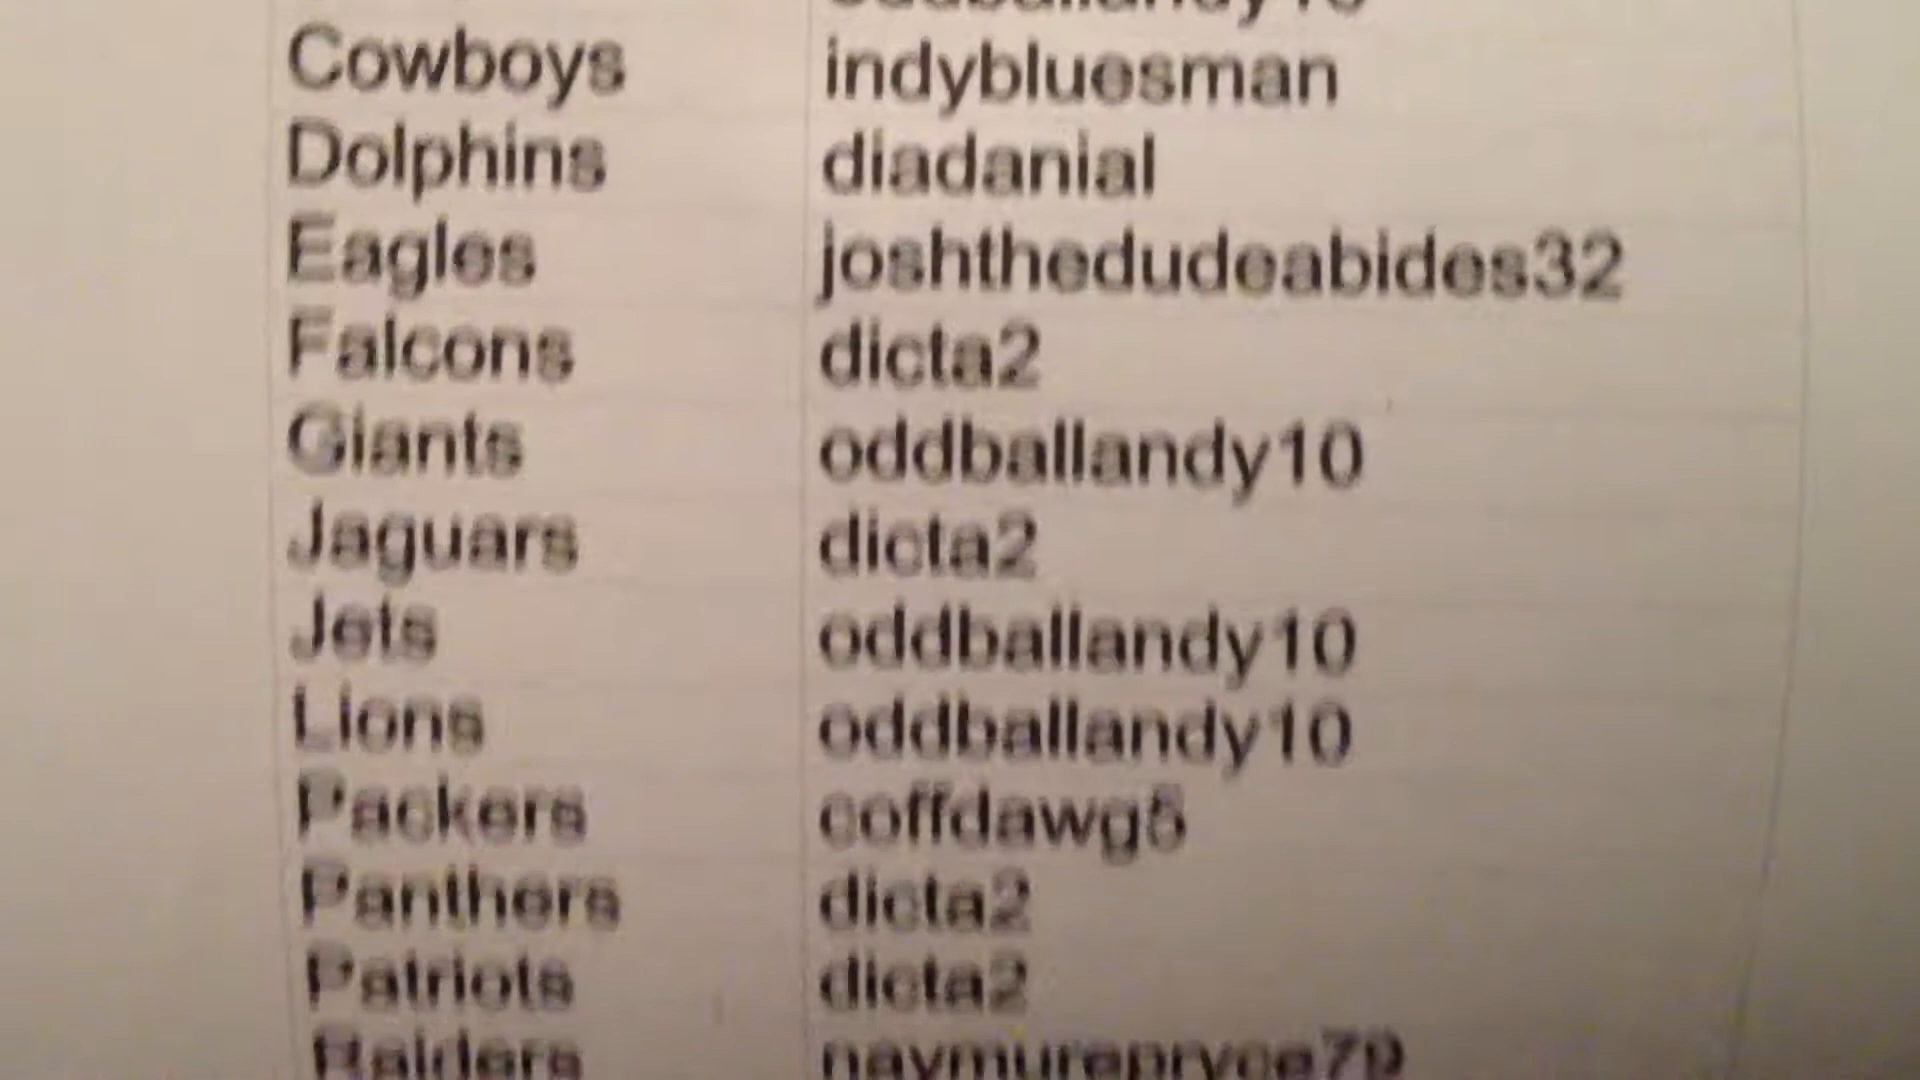 oddballandy10
Cowboys indybluesman
Dolphins diadanial
Eagles joshthedudeabides32
Falcons dicta2
Giants oddballandy10
Jaguars dicta2
Jets oddballandy10
Lions oddballandy10
Packers coffdawg5
Panthers dicta2
Patriots dicta2
Raiders